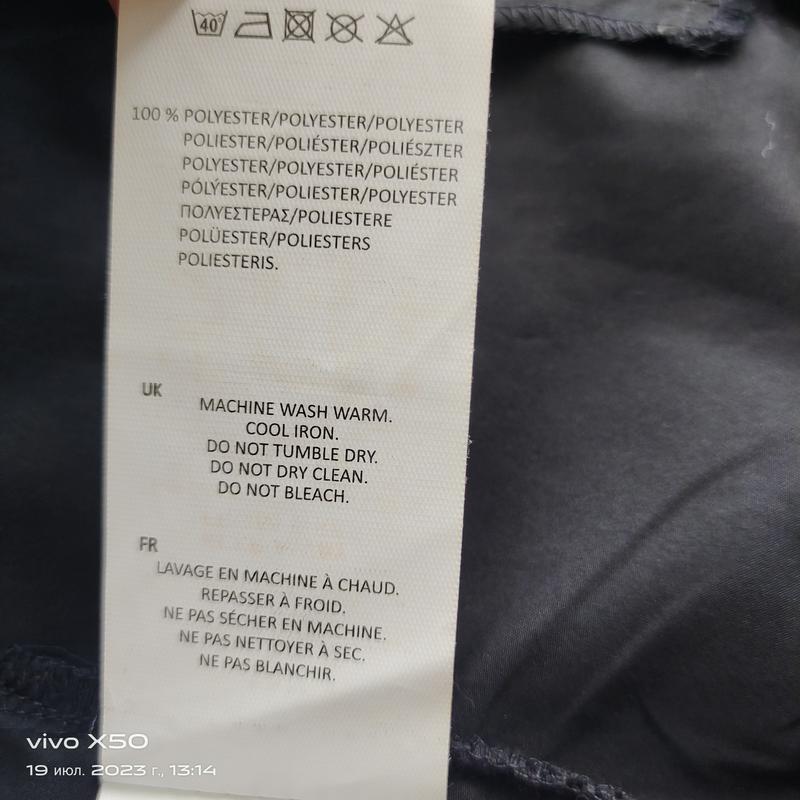 40°
100 % POLYESTER/POLYESTER/POLYESTER
POLIESTER/POLIÉSTER/POLIÉSZTER
POLYESTER/POLYESTER/POLIÉSTER
PÓLÝESTER/POLIESTER/POLYESTER
ΠΟΛΥΕΣΤΕΡΑΣ/POLIESTERE
POLÜESTER/POLIESTERS
POLIESTERIS.
UK
MACHINE WASH WARM.
COOL IRON.
DO NOT TUMBLE DRY.
DO NOT DRY CLEAN.
DO NOT BLEACH.
FR
LAVAGE EN MACHINE À CHAUD.
REPASSER À FROID.
NE PAS SÉCHER EN MACHINE.
NE PAS NETTOYER À SEC.
NE PAS BLANCHIR.
vivo X50
19 июл. 2023 г., 13:14